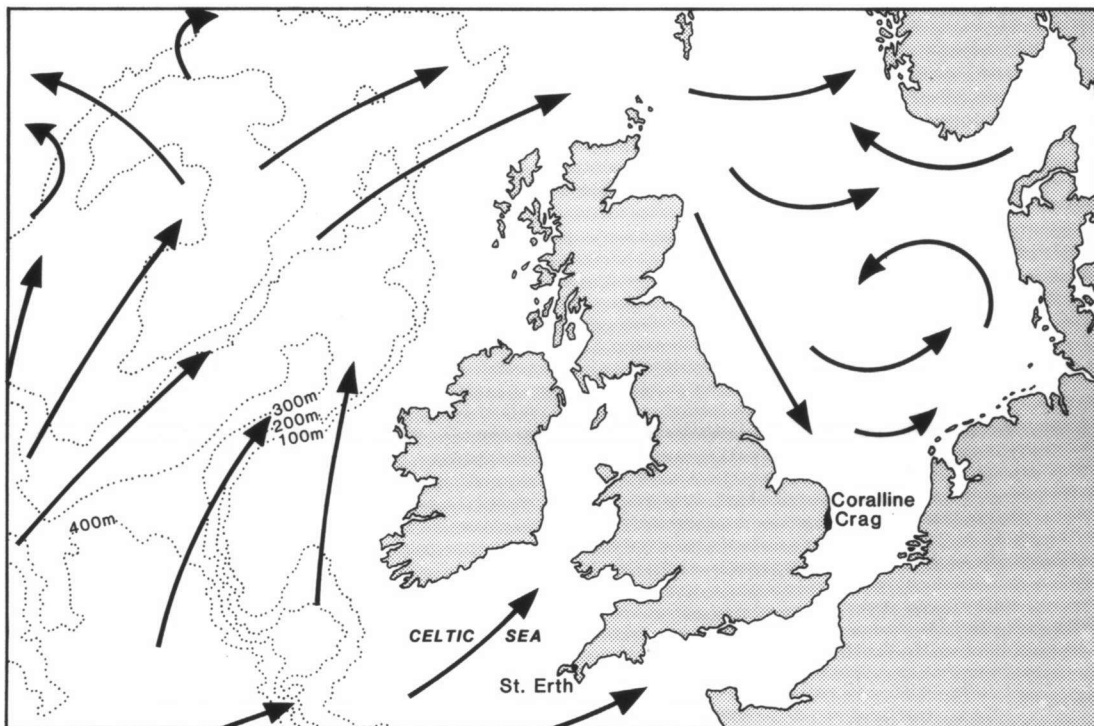 300m
200m
100m
400m
Coralline
Crag
CELTIC SEA
St. Erth